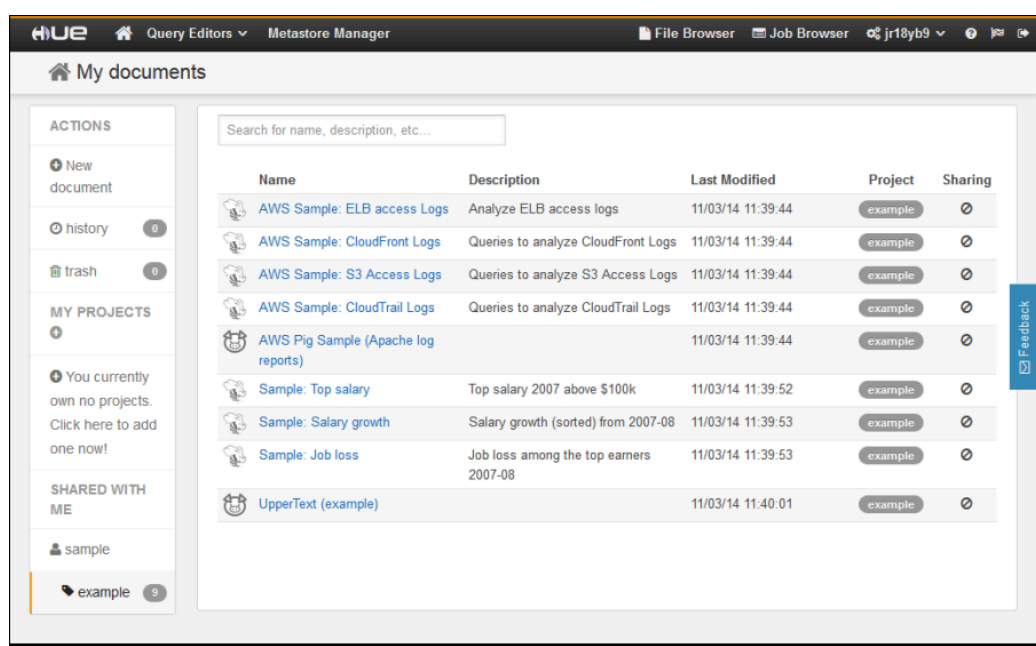 HUE Query Editors Metastore Manager File Browser Job Browser jr18yb9
My documents
ACTIONS
New
document
history 0
trash 0
MY PROJECTS
You currently
own no projects.
Click here to add
one now!
SHARED WITH
ME
sample
example 9
Search for name, description, etc...
Name Description Last Modified Project Sharing
AWS Sample: ELB access Logs Analyze ELB access logs 11/03/14 11:39:44 example
AWS Sample: CloudFront Logs Queries to analyze CloudFront Logs 11/03/14 11:39:44 example
AWS Sample: S3 Access Logs Queries to analyze S3 Access Logs 11/03/14 11:39:44 example
AWS Sample: CloudTrail Logs Queries to analyze CloudTrail Logs 11/03/14 11:39:44 example
AWS Pig Sample (Apache log 11/03/14 11:39:44 example
reports)
Sample: Top salary Top salary 2007 above $100k 11/03/14 11:39:52 example
Sample: Salary growth Salary growth (sorted) from 2007-08 11/03/14 11:39:53 example
Sample: Job loss Job loss among the top earners 11/03/14 11:39:53 example
2007-08
UpperText (example) 11/03/14 11:40:01 example
Feedback